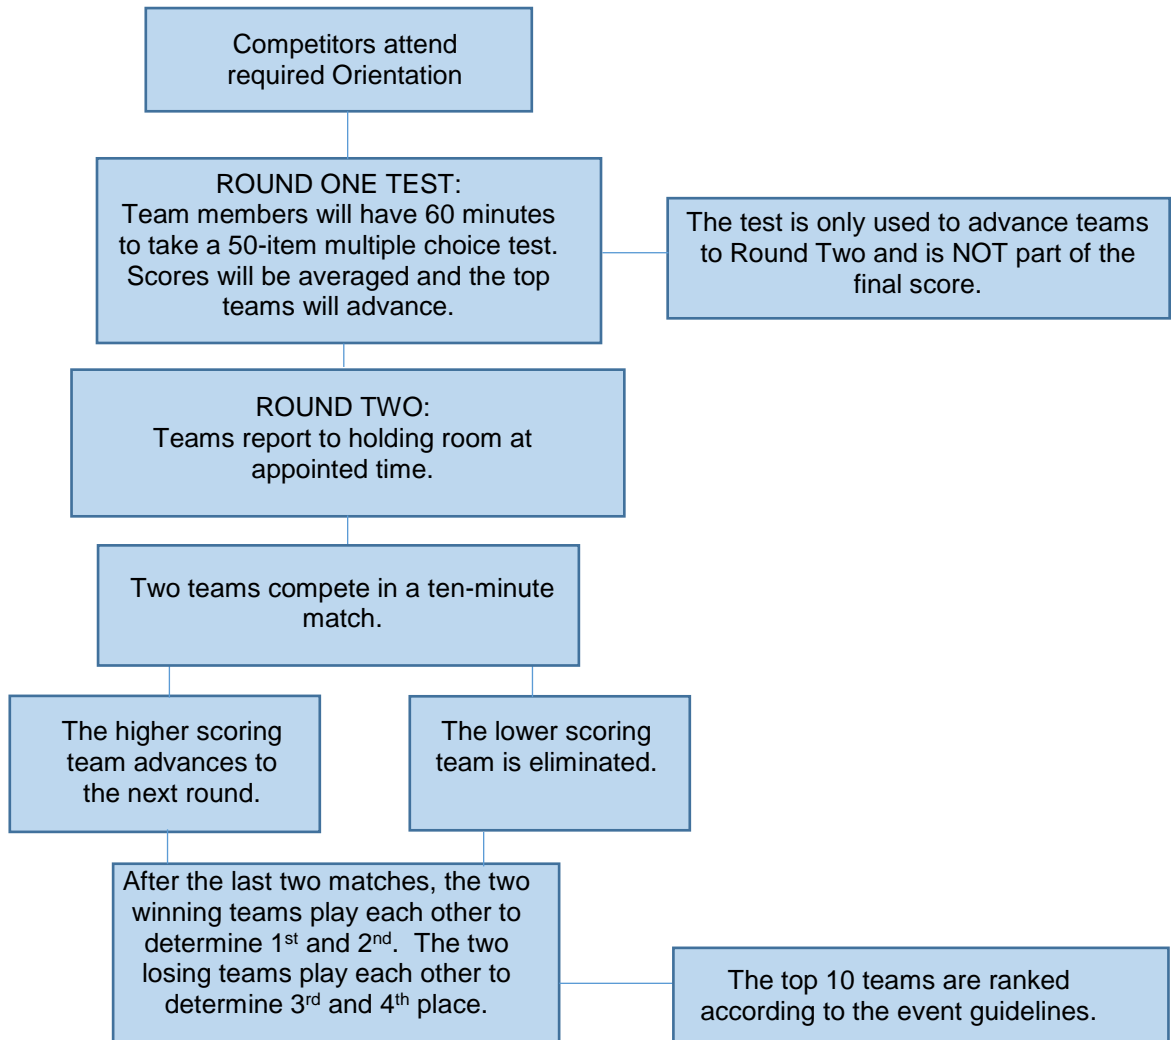 Competitors attend
required Orientation
ROUND ONE TEST:
Team members will have 60 minutes
to take a 50-item multiple choice test.
Scores will be averaged and the top
teams will advance.
The test is only used to advance teams
to Round Two and is NOT part of the
final score.
ROUND TWO:
Teams report to holding room at
appointed time.
Two teams compete in a ten-minute
match.
The higher scoring
team advances to
the next round.
The lower scoring
team is eliminated.
After the last two matches, the two
winning teams play each other to
determine 1st and 2nd. The two
losing teams play each other to
determine 3rd and 4th place.
The top 10 teams are ranked
according to the event guidelines.